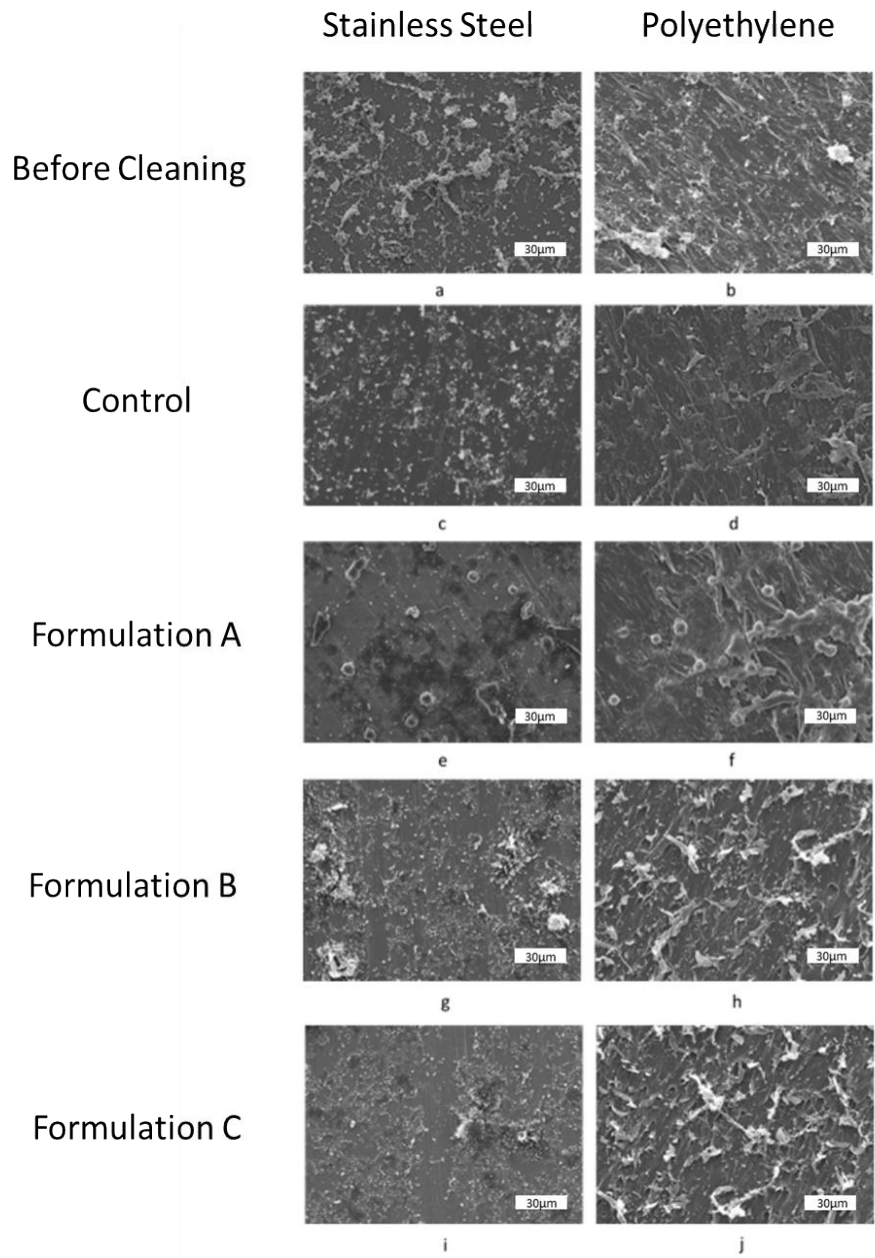 Stainless Steel Polyethylene
Before Cleaning
30µm 30µm
a b
Control
30µm 30µm
c d
Formulation A
30µm 30µm
e f
Formulation B
30µm 30µm
g h
Formulation C
30µm 30µm
i j